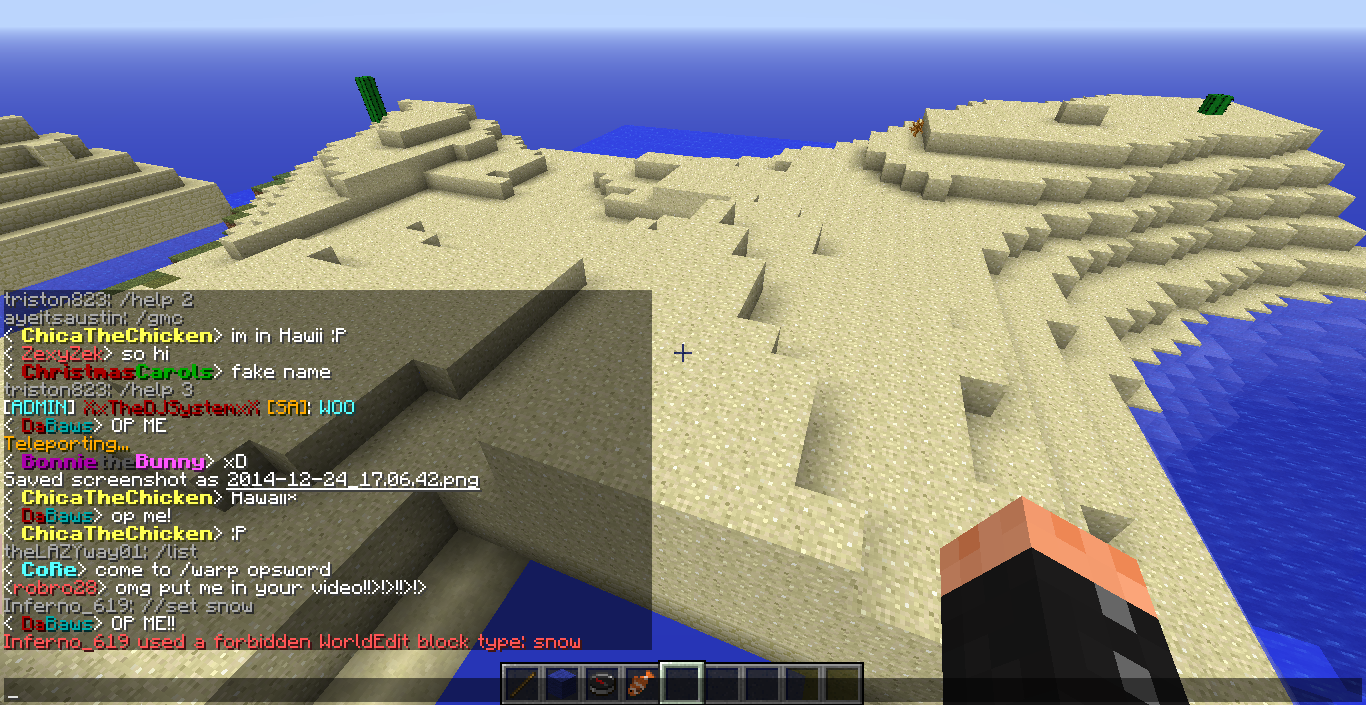 triston823: /help 2
ayeitsaustin: /gmc
< ChicaTheChicken> im in Hawii :P
< ZexyZek> so hi
< ChristmasCarols> fake name
triston823: /help 3
[ADMIN] XxTheDJSystemxX [SA]: WOO
< DaBaws> OP ME
Teleporting...
< Bonnie the Bunny> xD
Saved screenshot as 2014-12-24_17.06.42.png
< ChicaTheChicken> Hawaii*
< DaBaws> op me!
< ChicaTheChicken> :P
theLAZYway01: /list
< CoRe> come to /warp opsword
<robro28> omg put me in your video!!>!>!!>!>
Inferno_619: //set snow
< DaBaws> OP ME!!
Inferno_619 used a forbidden WorldEdit block type: snow
_